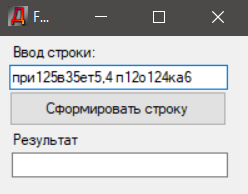 Д F...
Ввод строки:
при125в35ет5,4 п12о124ка6
Сформировать строку
Результат